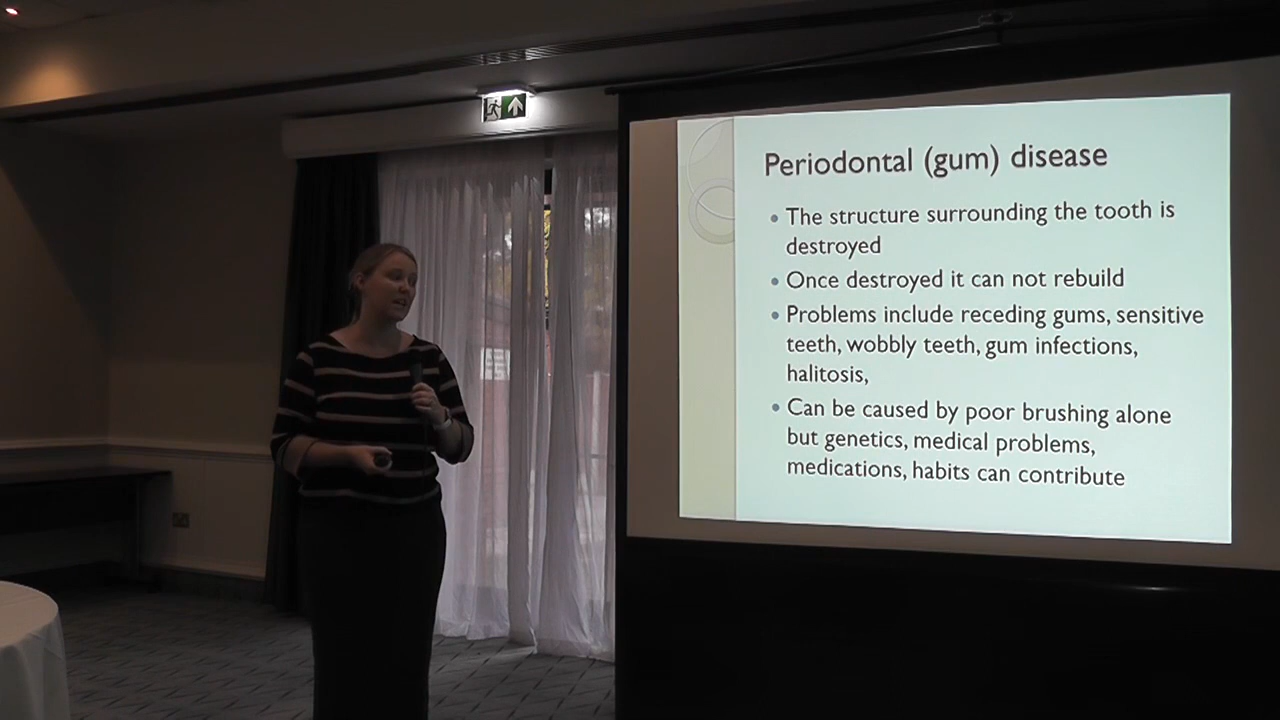 Periodontal (gum) disease
• The structure surrounding the tooth is
destroyed
• Once destroyed it can not rebuild
• Problems include receding gums, sensitive
teeth, wobbly teeth, gum infections,
halitosis,
• Can be caused by poor brushing alone
but genetics, medical problems,
medications, habits can contribute